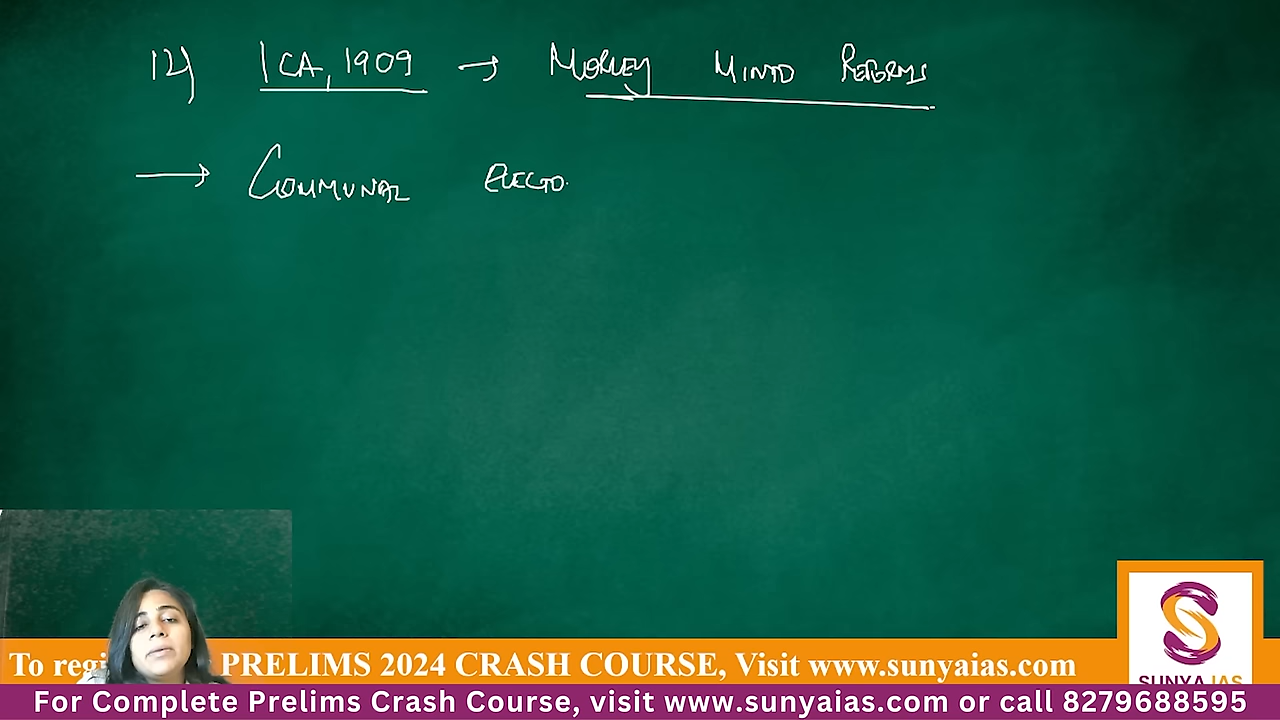 12) ICA, 1909 → MORLEY MINTO REFORMS
→ COMMUNAL ELECTO
To regi PRELIMS 2024 CRASH COURSE, Visit www.sunyaias.com
SUNYA IAS
For Complete Prelims Crash Course, visit www.sunyaias.com or call 8279688595